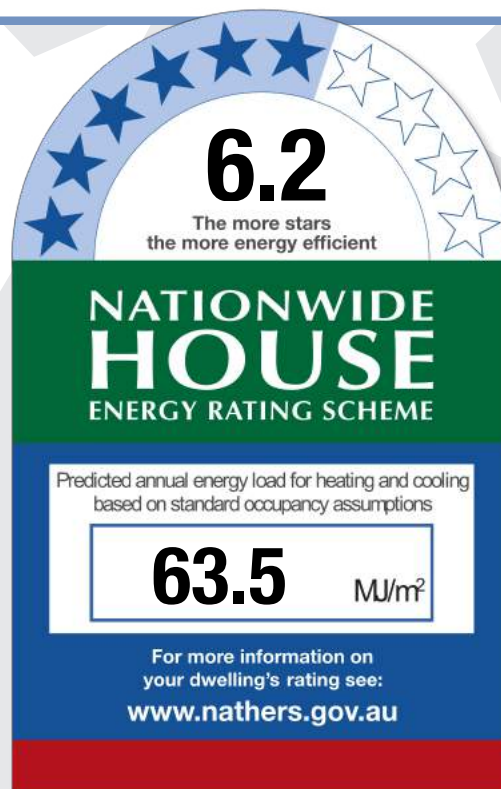 6.2
The more stars
the more energy efficient
NATIONWIDE
HOUSE
ENERGY RATING SCHEME
Predicted annual energy load for heating and cooling
based on standard occupancy assumptions
63.5 MJ/m²
For more information on
your dwelling's rating see:
www.nathers.gov.au